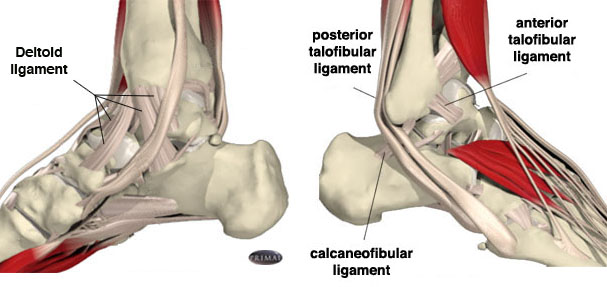 Deltoid
ligament
posterior
talofibular
ligament
anterior
talofibular
ligament
calcaneofibular
ligament
PRIMAL